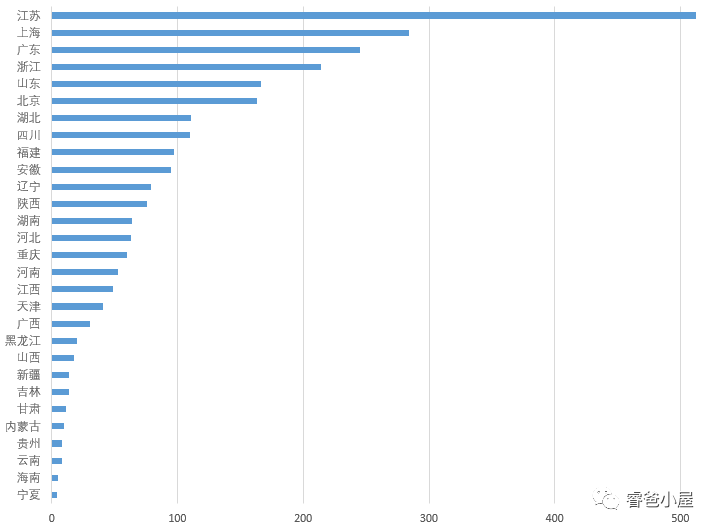 江苏
上海
广东
浙江
山东
北京
湖北
四川
福建
安徽
辽宁
陕西
湖南
河北
重庆
河南
江西
天津
广西
黑龙江
山西
新疆
吉林
甘肃
内蒙古
贵州
云南
海南
宁夏
0 100 200 300 400 500
睿爸小屋